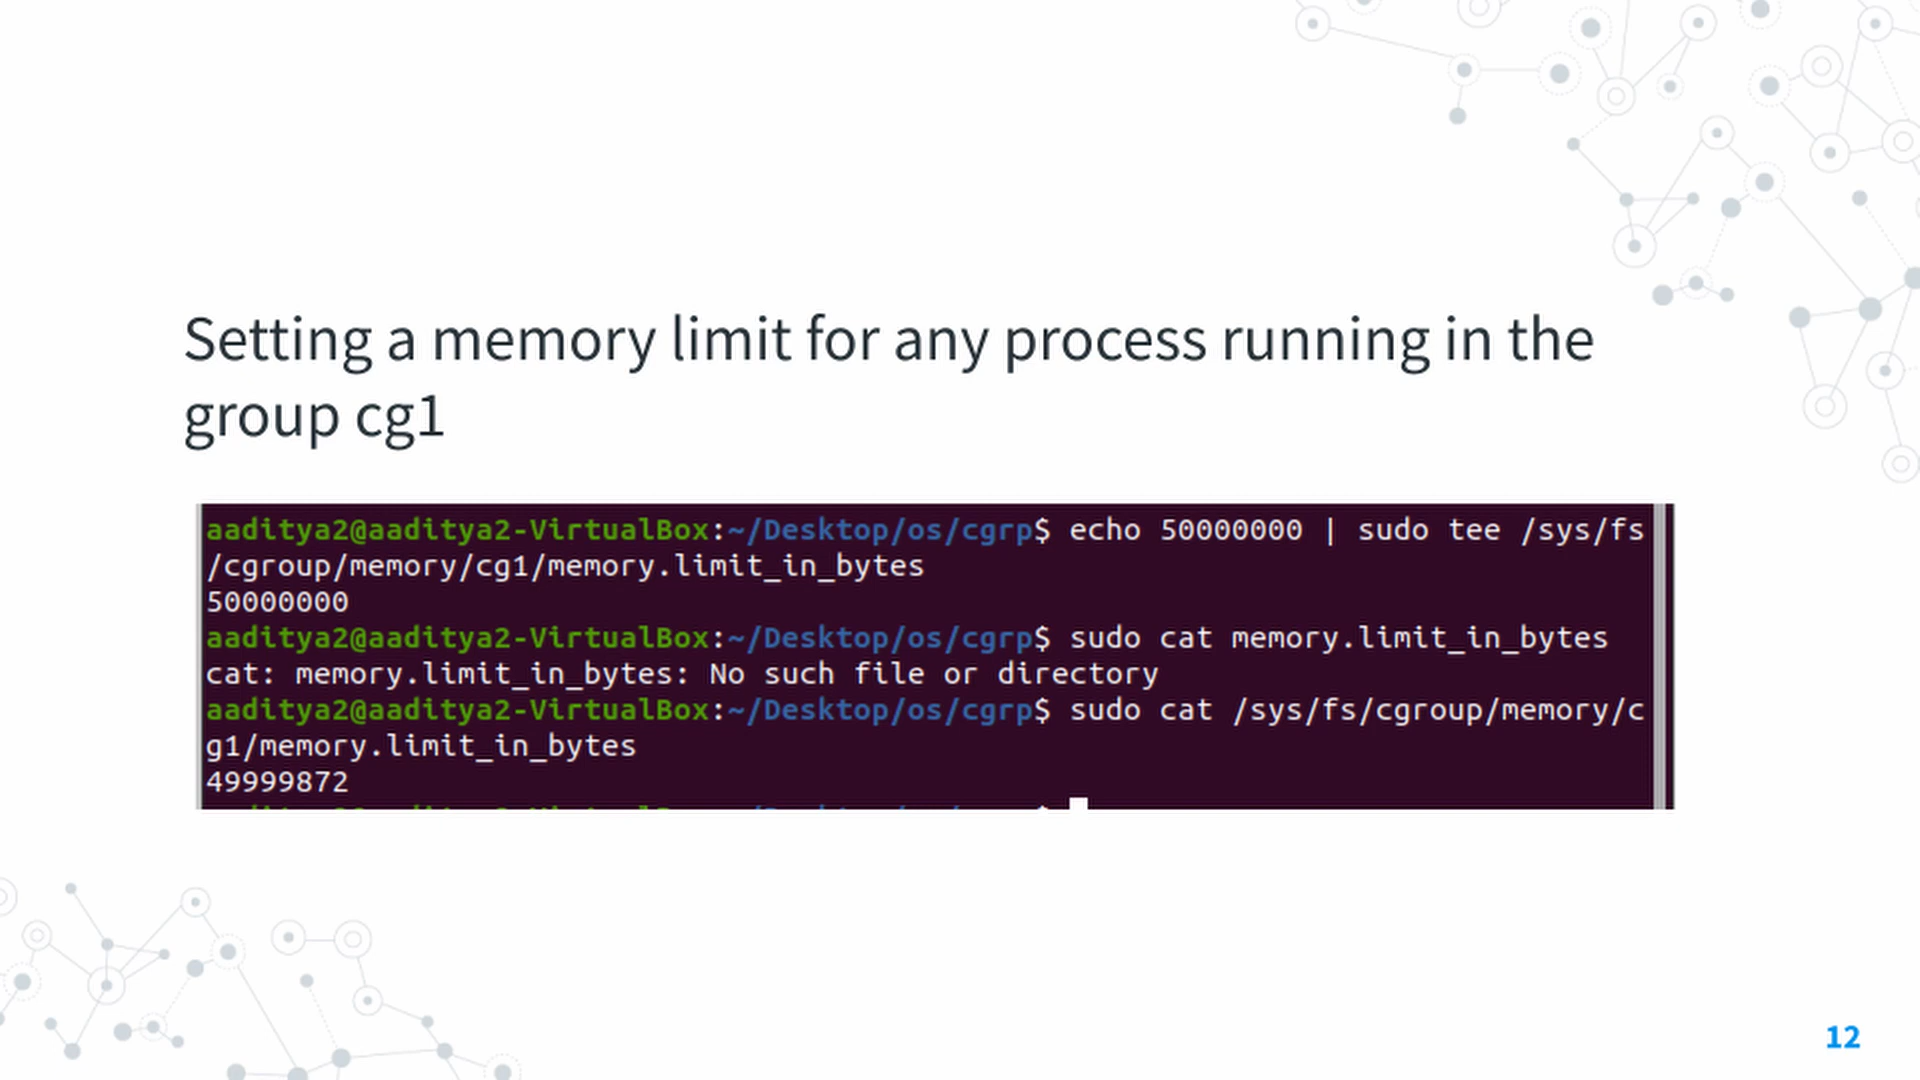 Setting a memory limit for any process running in the
group cg1
aaditya2@aaditya2-VirtualBox:~/Desktop/os/cgrp$ echo 50000000 | sudo tee /sys/fs
/cgroup/memory/cg1/memory.limit_in_bytes
50000000
aaditya2@aaditya2-VirtualBox:~/Desktop/os/cgrp$ sudo cat memory.limit_in_bytes
cat: memory.limit_in_bytes: No such file or directory
aaditya2@aaditya2-VirtualBox:~/Desktop/os/cgrp$ sudo cat /sys/fs/cgroup/memory/c
g1/memory.limit_in_bytes
49999872
12